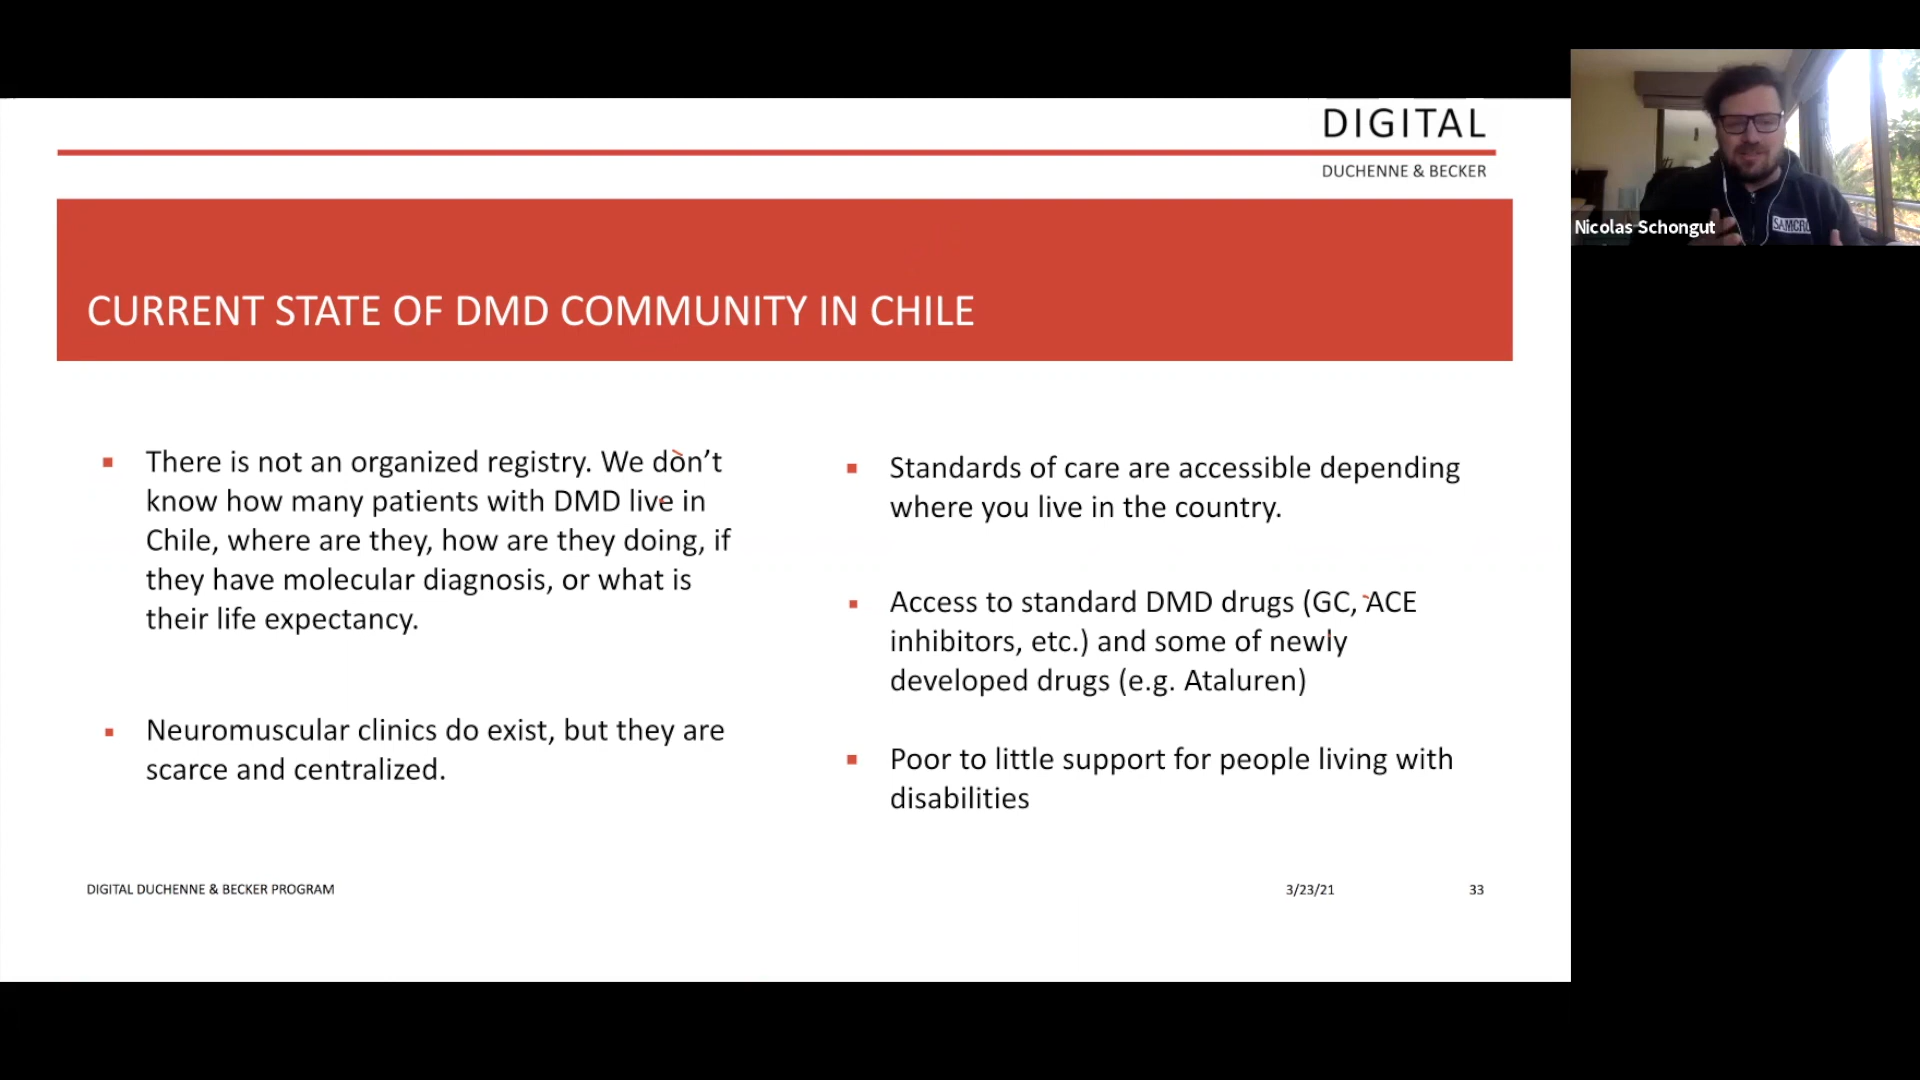 DIGITAL
DUCHENNE & BECKER
Nicolas Schongut
CURRENT STATE OF DMD COMMUNITY IN CHILE
There is not an organized registry. We don’t
know how many patients with DMD live in
Chile, where are they, how are they doing, if
they have molecular diagnosis, or what is
their life expectancy.
Neuromuscular clinics do exist, but they are
scarce and centralized.
Standards of care are accessible depending
where you live in the country.
Access to standard DMD drugs (GC, ACE
inhibitors, etc.) and some of newly
developed drugs (e.g. Ataluren)
Poor to little support for people living with
disabilities
DIGITAL DUCHENNE & BECKER PROGRAM
3/23/21
33